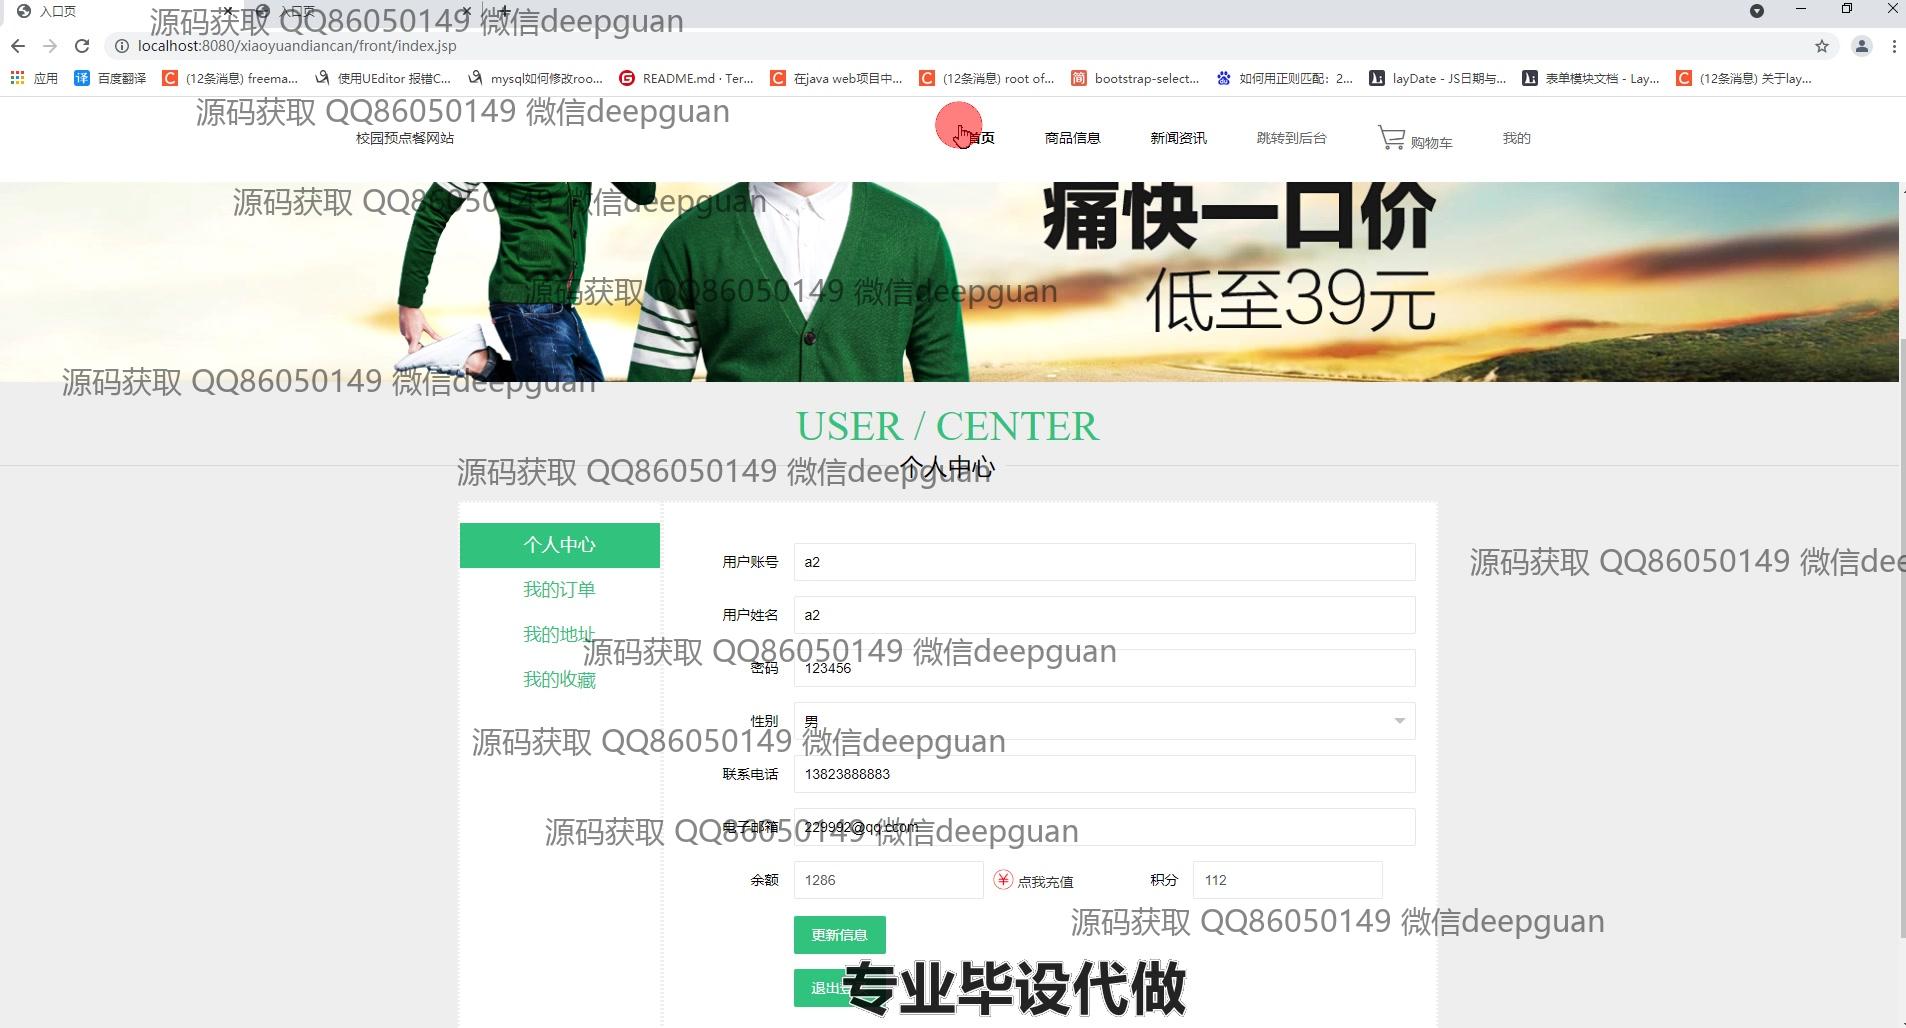 入口页
入口页
源码获取 QQ86050149 微信deepguan
localhost:8080/xiaoyuandiancan/front/index.jsp
应用 百度翻译 (12条消息) freema... 使用UEditor 报错C... mysql如何修改roo... README.md · Ter... 在java web项目中... (12条消息) root of... bootstrap-select... 如何用正则匹配：2... layDate - JS日期与... 表单模块文档 - Lay... (12条消息) 关于lay...
源码获取 QQ86050149 微信deepguan
校园预点餐网站 首页 商品信息 新闻资讯 跳转到后台 购物车 我的
源码获取 QQ86050149 微信deepguan
痛快一口价
源码获取 QQ86050149 微信deepguan
低至39元
源码获取 QQ86050149 微信deepguan
USER / CENTER
个人中心
源码获取 QQ86050149 微信deepguan
个人中心
我的订单
我的地址
我的收藏
用户账号 a2
源码获取 QQ86050149 微信dee
用户姓名 a2
源码获取 QQ86050149 微信deepguan
密码 123456
性别 男
源码获取 QQ86050149 微信deepguan
联系电话 13823888883
电子邮箱 229992@qq.ccom
源码获取 QQ86050149 微信deepguan
余额 1286 点我充值 积分 112
源码获取 QQ86050149 微信deepguan
更新信息
退出
专业毕设代做